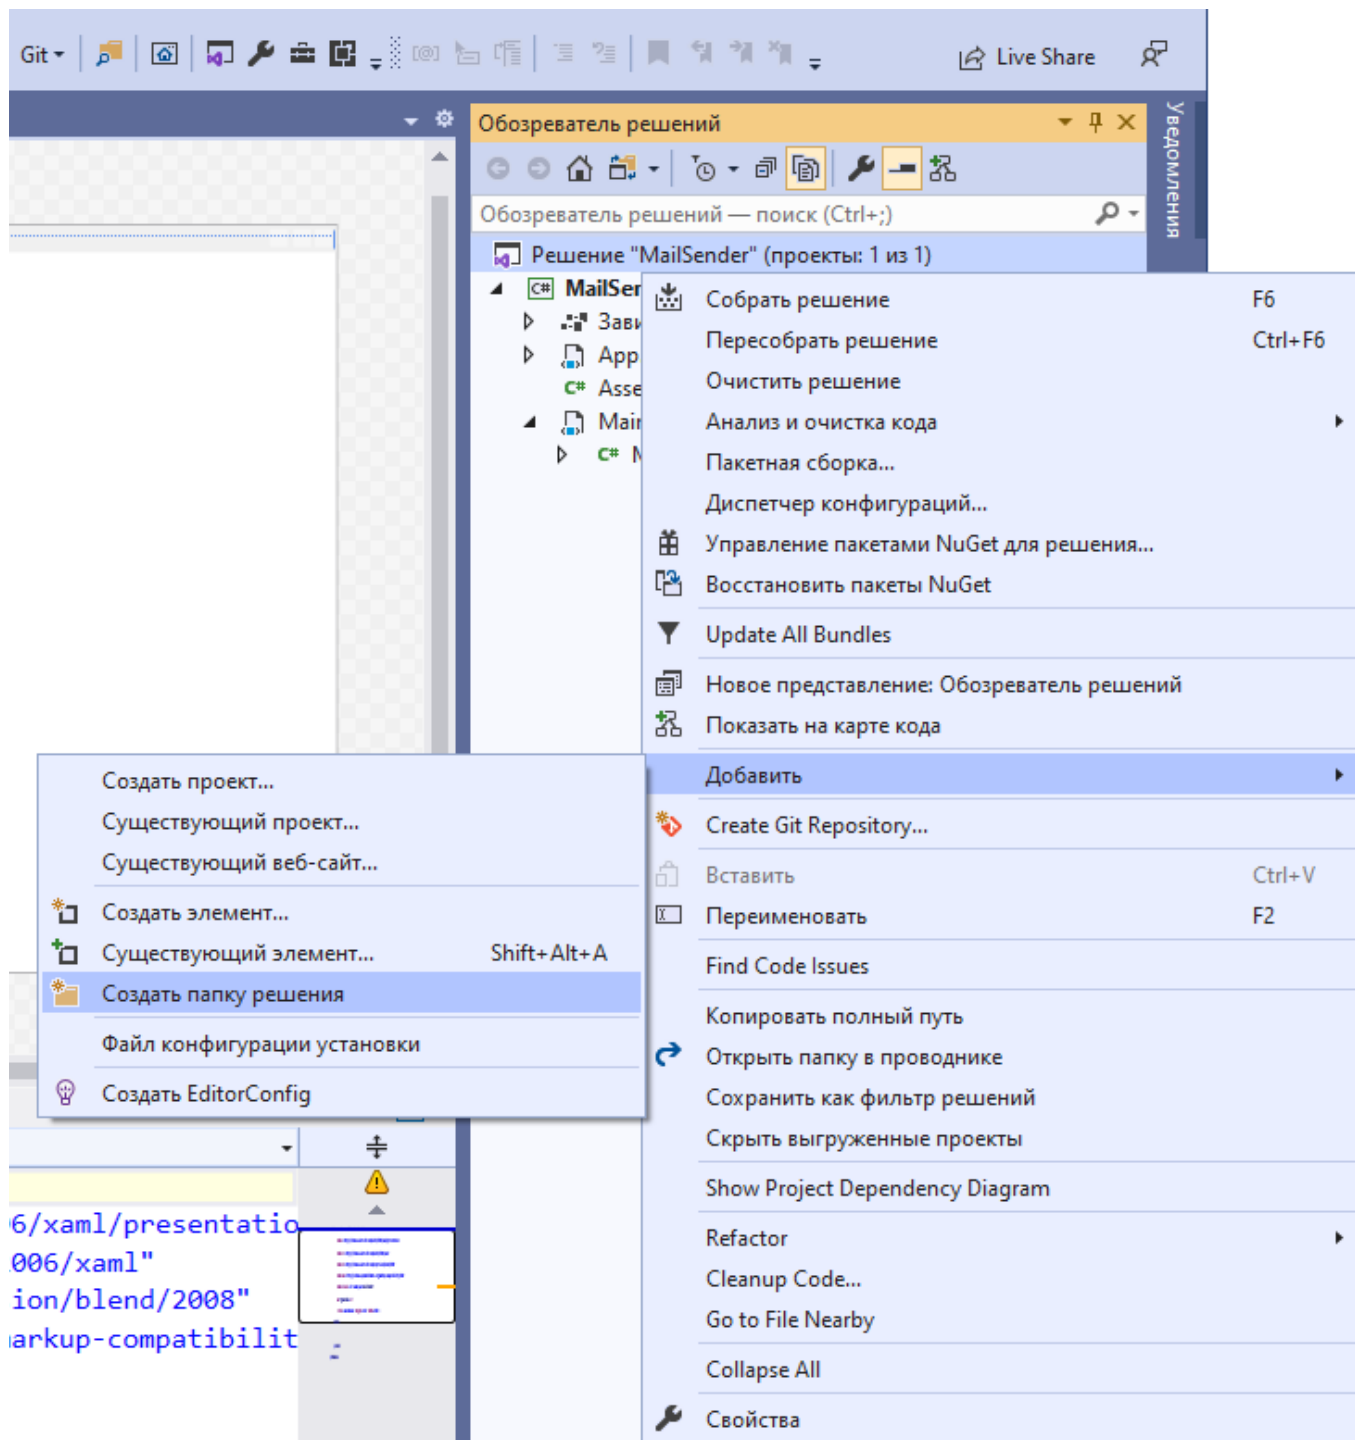 Git
Live Share
Обозреватель решений
Уведомления
Обозреватель решений — поиск (Ctrl+;)
Решение "MailSender" (проекты: 1 из 1)
C# MailSer
Зави
App
C# Asse
Mair
C#
Собрать решение F6
Пересобрать решение Ctrl+F6
Очистить решение
Анализ и очистка кода
Пакетная сборка...
Диспетчер конфигураций...
Управление пакетами NuGet для решения...
Восстановить пакеты NuGet
Update All Bundles
Новое представление: Обозреватель решений
Показать на карте кода
Добавить
Create Git Repository...
Вставить Ctrl+V
Переименовать F2
Find Code Issues
Копировать полный путь
Открыть папку в проводнике
Сохранить как фильтр решений
Скрыть выгруженные проекты
Show Project Dependency Diagram
Refactor
Cleanup Code...
Go to File Nearby
Collapse All
Свойства
Создать проект...
Существующий проект...
Существующий веб-сайт...
Создать элемент...
Существующий элемент... Shift+Alt+A
Создать папку решения
Файл конфигурации установки
Создать EditorConfig
6/xaml/presentatio
006/xaml"
ion/blend/2008"
arkup-compatibilit